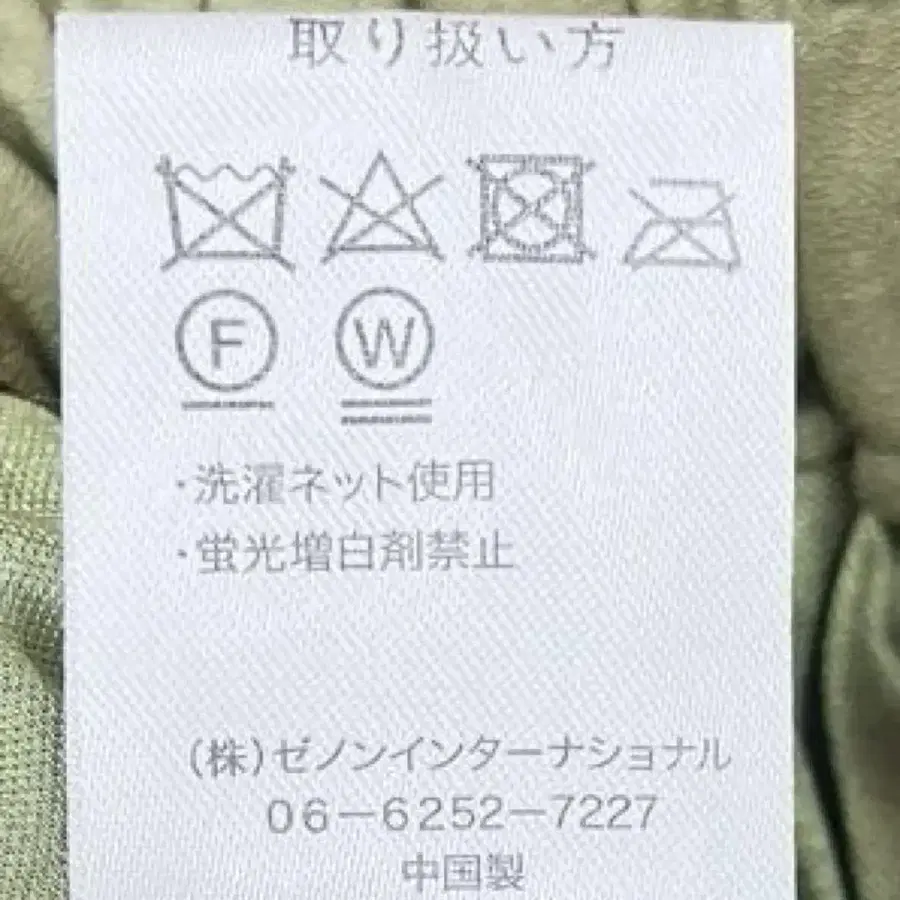 取り扱い方
F W
・洗濯ネット使用
・蛍光増白剤禁止
(株)ゼノンインターナショナル
06-6252-7227
中国製